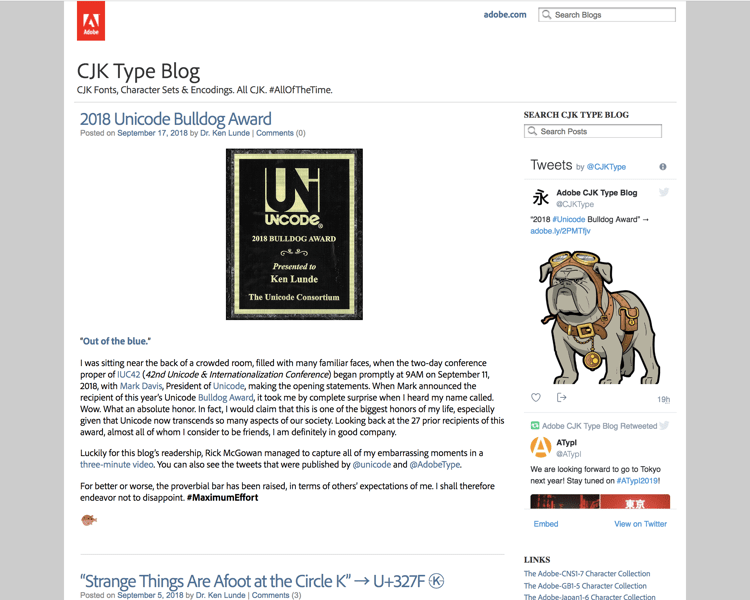 Adobe
adobe.com
Search Blogs
CJK Type Blog
CJK Fonts, Character Sets & Encodings. All CJK. #AllOfTheTime.
2018 Unicode Bulldog Award
Posted on September 17, 2018 by Dr. Ken Lunde | Comments (0)
UNi
UNICODE®
2018 BULLDOG AWARD
Presented to
Ken Lunde
The Unicode Consortium
“Out of the blue.”
I was sitting near the back of a crowded room, filled with many familiar faces, when the two-day conference
proper of IUC42 (42nd Unicode & Internationalization Conference) began promptly at 9AM on September 11,
2018, with Mark Davis, President of Unicode, making the opening statements. When Mark announced the
recipient of this year’s Unicode Bulldog Award, it took me by complete surprise when I heard my name called.
Wow. What an absolute honor. In fact, I would claim that this is one of the biggest honors of my life, especially
given that Unicode now transcends so many aspects of our society. Looking back at the 27 prior recipients of this
award, almost all of whom I consider to be friends, I am definitely in good company.
Luckily for this blog’s readership, Rick McGowan managed to capture all of my embarrassing moments in a
three-minute video. You can also see the tweets that were published by @unicode and @AdobeType.
For better or worse, the proverbial bar has been raised, in terms of others’ expectations of me. I shall therefore
endeavor not to disappoint. #MaximumEffort
“Strange Things Are Afoot at the Circle K” → U+327F ㉿
Posted on September 5, 2018 by Dr. Ken Lunde | Comments (3)
SEARCH CJK TYPE BLOG
Search Posts
Tweets by @CJKType
永
Adobe CJK Type Blog
@CJKType
“2018 #Unicode Bulldog Award” →
adobe.ly/2PMTfjv
19h
Adobe CJK Type Blog Retweeted
ATypI
@ATypI
We are looking forward to go to Tokyo
next year! Stay tuned on #ATypI2019!
東京
Embed
View on Twitter
LINKS
The Adobe-CNS1-7 Character Collection
The Adobe-GB1-5 Character Collection
The Adobe-Japan1-6 Character Collection